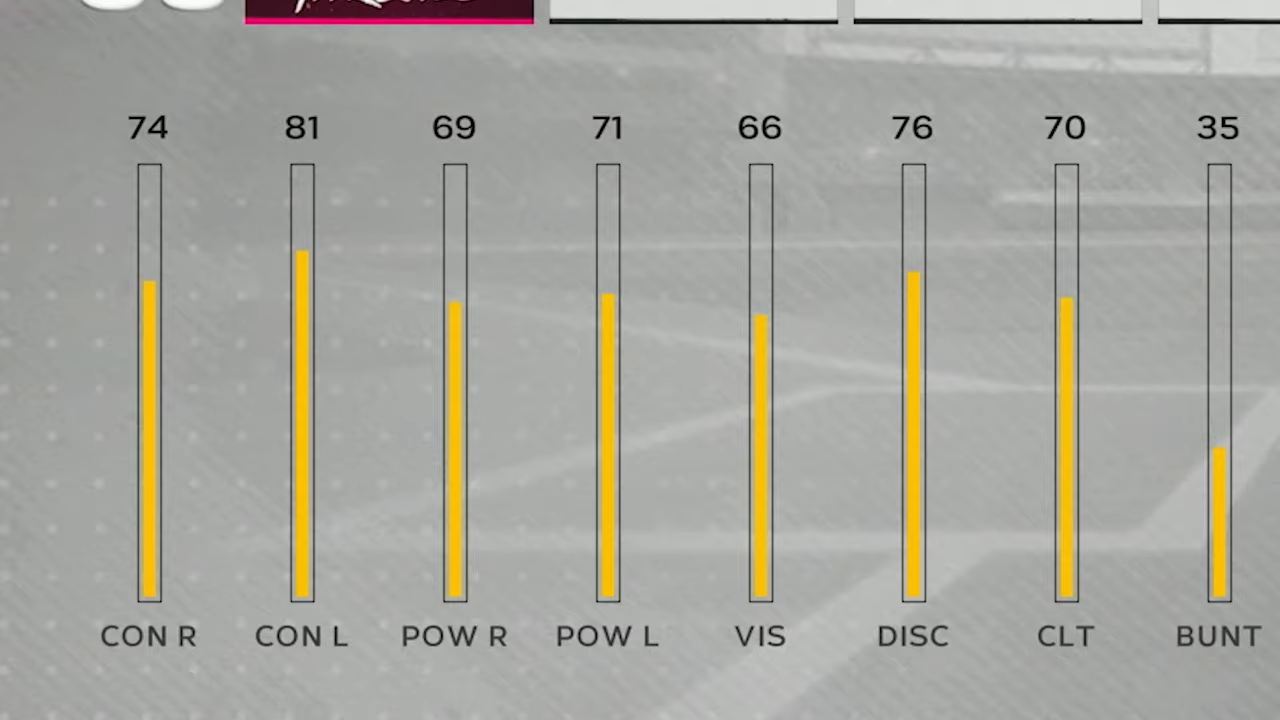 74 81 69 71 66 76 70 35
CON R CON L POW R POW L VIS DISC CLT BUNT